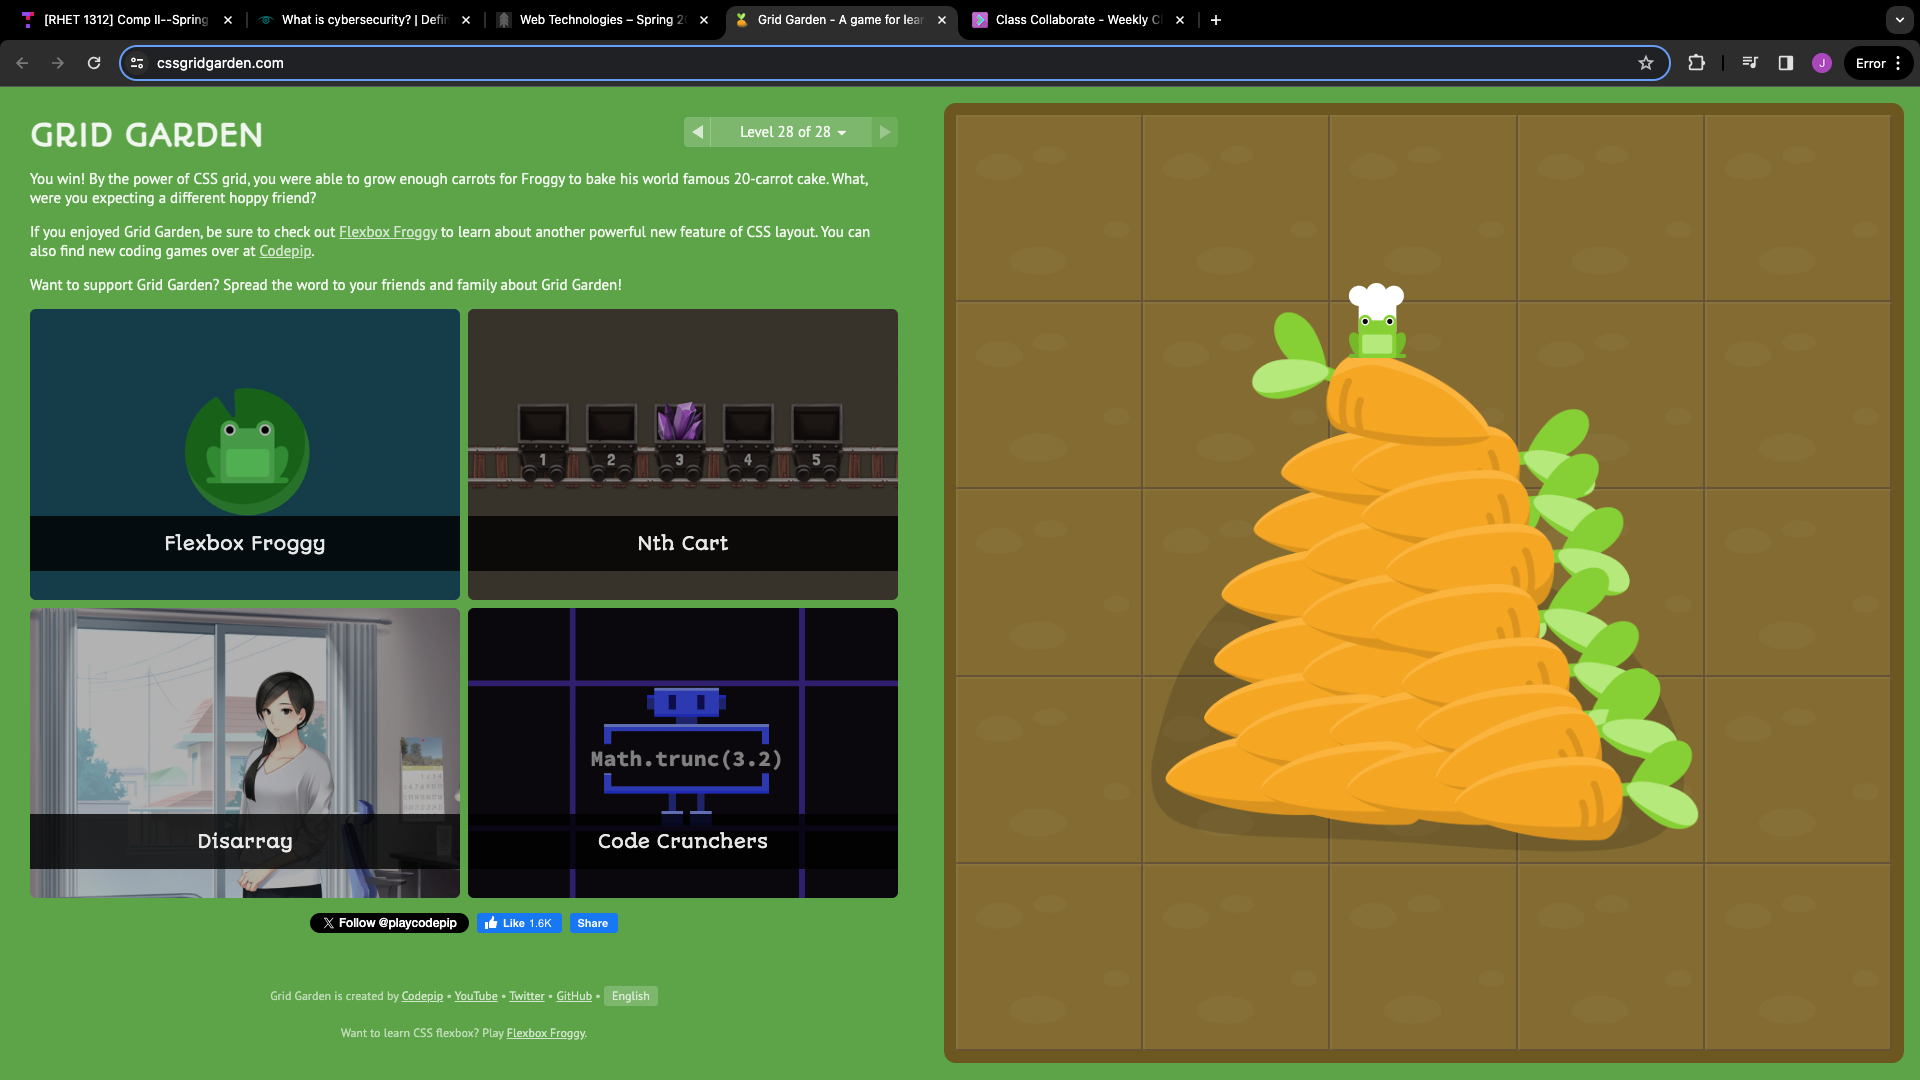 [RHET 1312] Comp II--Spring
What is cybersecurity? | Defin
Web Technologies – Spring 2
Grid Garden - A game for lear
Class Collaborate - Weekly C
cssgridgarden.com
J
Error
GRID GARDEN
Level 28 of 28
You win! By the power of CSS grid, you were able to grow enough carrots for Froggy to bake his world famous 20-carrot cake. What,
were you expecting a different hoppy friend?
If you enjoyed Grid Garden, be sure to check out Flexbox Froggy to learn about another powerful new feature of CSS layout. You can
also find new coding games over at Codepip.
Want to support Grid Garden? Spread the word to your friends and family about Grid Garden!
1 2 3 4 5
Flexbox Froggy
Nth Cart
Math.trunc(3.2)
Disarray
Code Crunchers
X Follow @playcodepip
Like 1.6K
Share
Grid Garden is created by Codepip • YouTube • Twitter • GitHub • English
Want to learn CSS flexbox? Play Flexbox Froggy.